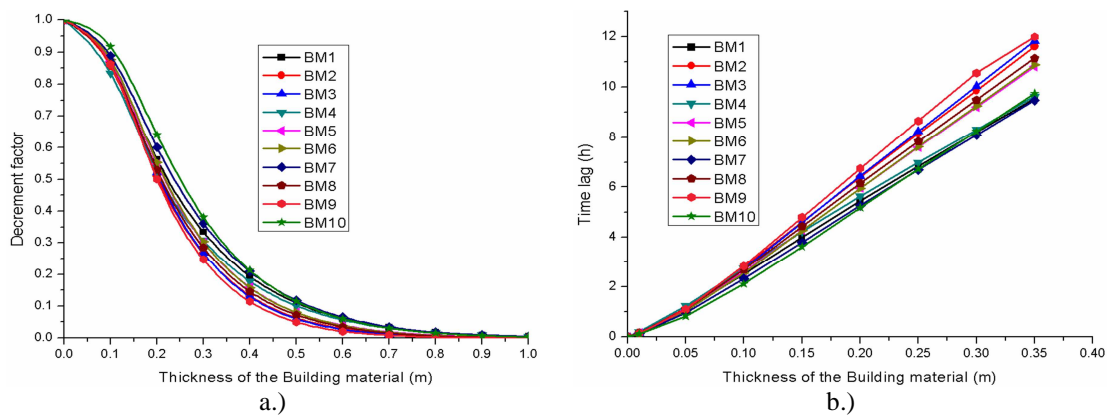 1.0
0.9
0.8
0.7
0.6
0.5
0.4
0.3
0.2
0.1
0.0
Decrement factor
BM1
BM2
BM3
BM4
BM5
BM6
BM7
BM8
BM9
BM10
0.0 0.1 0.2 0.3 0.4 0.5 0.6 0.7 0.8 0.9 1.0
Thickness of the Building material (m)
a.)
12
10
8
6
4
2
0
Time lag (h)
BM1
BM2
BM3
BM4
BM5
BM6
BM7
BM8
BM9
BM10
0.00 0.05 0.10 0.15 0.20 0.25 0.30 0.35 0.40
Thickness of the Building material (m)
b.)